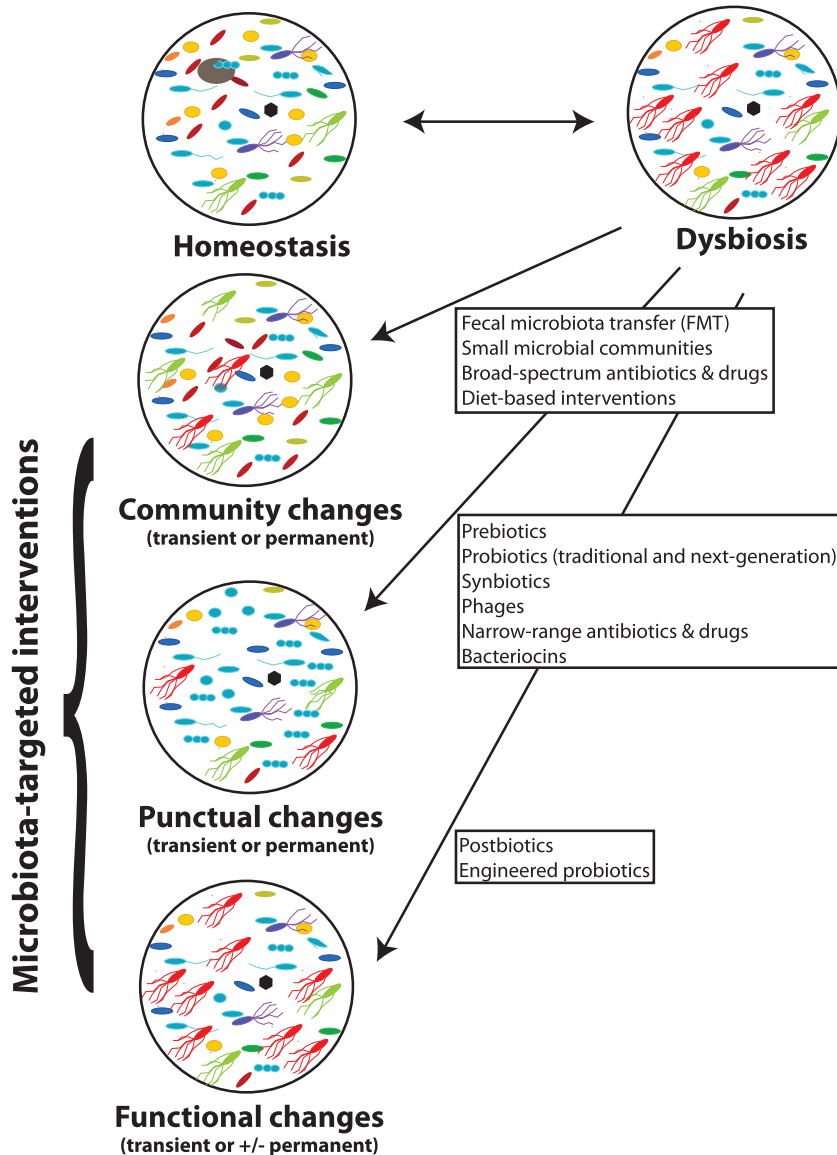 Homeostasis
Dysbiosis
Fecal microbiota transfer (FMT)
Small microbial communities
Broad-spectrum antibiotics & drugs
Diet-based interventions
Community changes
(transient or permanent)
Prebiotics
Probiotics (traditional and next-generation)
Synbiotics
Phages
Narrow-range antibiotics & drugs
Bacteriocins
Microbiota-targeted interventions
Punctual changes
(transient or permanent)
Postbiotics
Engineered probiotics
Functional changes
(transient or +/- permanent)